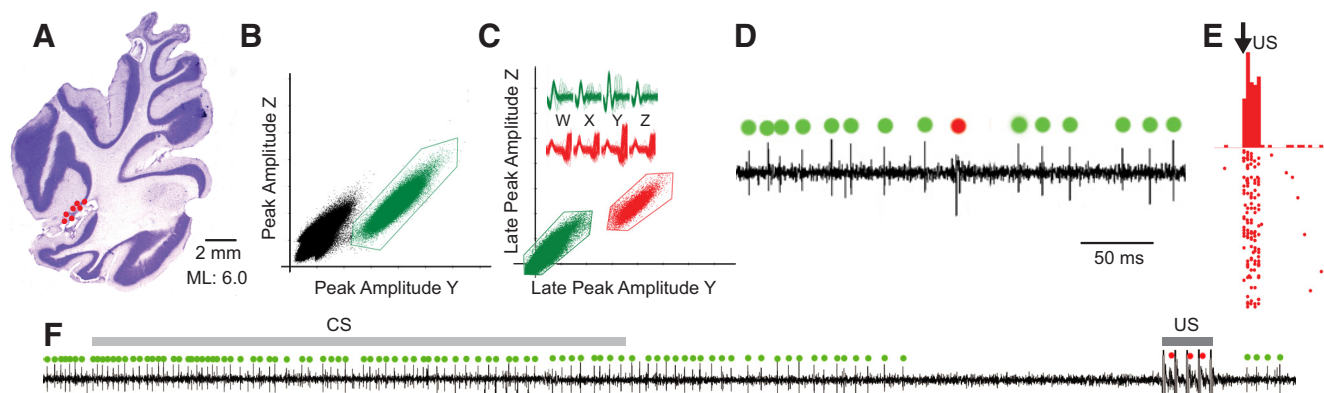 A
B
C
D
E
US
W X Y Z
2 mm
ML: 6.0
Peak Amplitude Z
Peak Amplitude Y
Late Peak Amplitude Z
Late Peak Amplitude Y
50 ms
F
CS
US